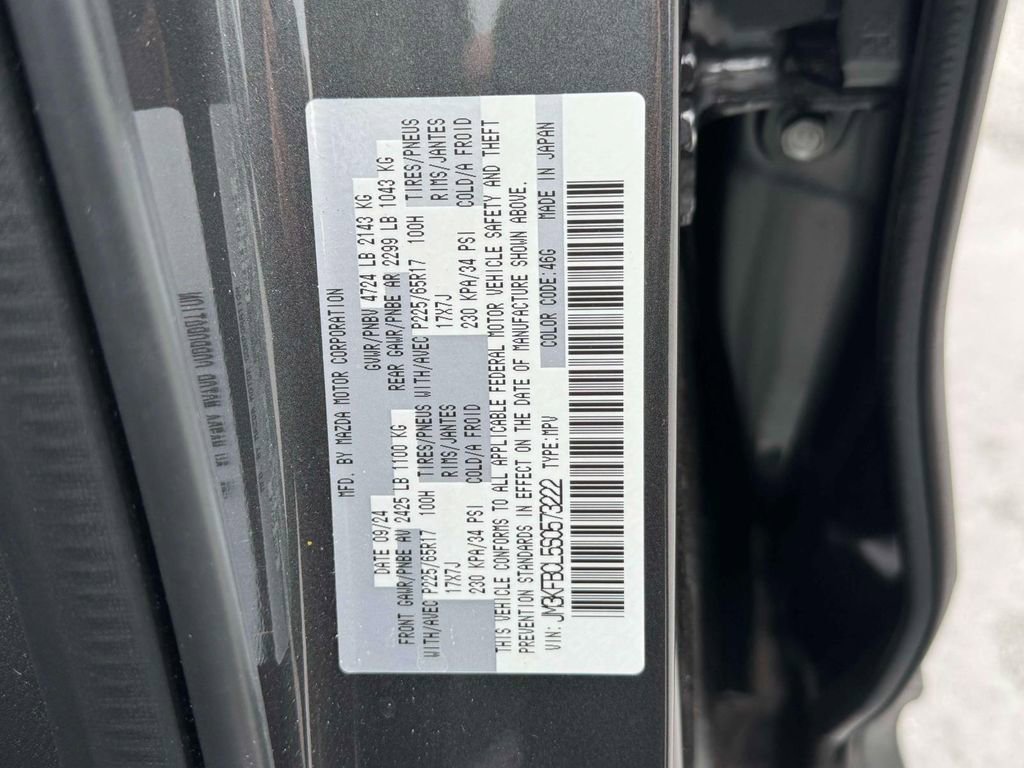 MFD. BY MAZDA MOTOR CORPORATION
DATE 09/24 GVWR/PNBV 4724 LB 2143 KG
FRONT GAWR/PNBE AV 2425 LB 1100 KG REAR GAWR/PNBE AR 2299 LB 1043 KG
WITH/AVEC P225/65R17 100H TIRES/PNEUS WITH/AVEC P225/65R17 100H TIRES/PNEUS
17X7J RIMS/JANTES 17X7J RIMS/JANTES
230 KPA/34 PSI COLD/A FROID 230 KPA/34 PSI COLD/A FROID
THIS VEHICLE CONFORMS TO ALL APPLICABLE FEDERAL MOTOR VEHICLE SAFETY AND THEFT
PREVENTION STANDARDS IN EFFECT ON THE DATE OF MANUFACTURE SHOWN ABOVE.
VIN: JM3KFBCL5S0573222 TYPE:MPV COLOR CODE:46G MADE IN JAPAN